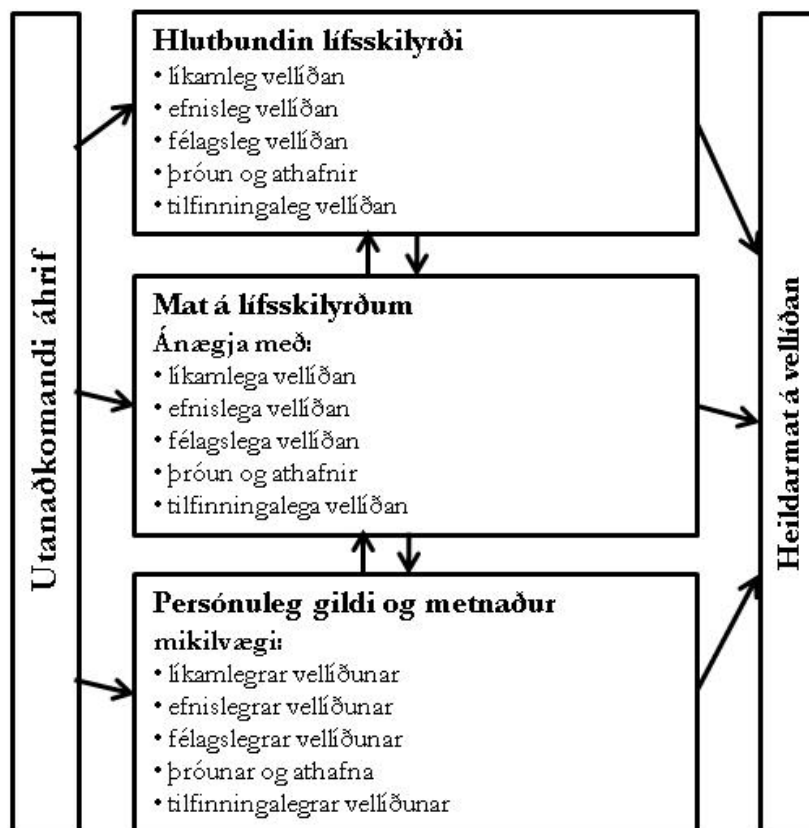 Utanaðkomandi áhrif
Hlutbundin lífsskilyrði
• líkamleg vellíðan
• efnisleg vellíðan
• félagsleg vellíðan
• þróun og athafnir
• tilfinningaleg vellíðan
Mat á lífsskilyrðum
Ánægja með:
• líkamlega vellíðan
• efnislega vellíðan
• félagslega vellíðan
• þróun og athafnir
• tilfinningalega vellíðan
Persónuleg gildi og metnaður
mikilvægi:
• líkamlegrar vellíðunar
• efnislegrar vellíðunar
• félagslegrar vellíðunar
• þróunar og athafna
• tilfinningalegrar vellíðunar
Heildarmat á vellíðan